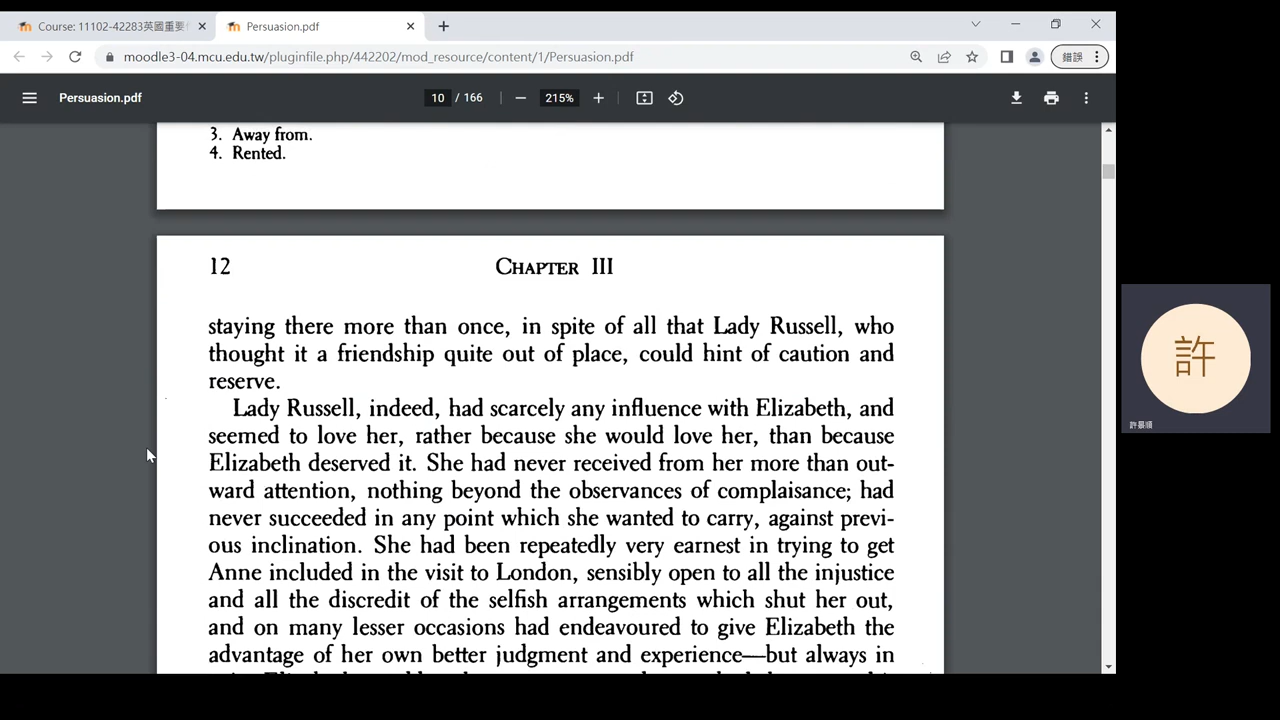 Course: 11102-42283英國重要
Persuasion.pdf
moodle3-04.mcu.edu.tw/pluginfile.php/442202/mod_resource/content/1/Persuasion.pdf
錯誤
Persuasion.pdf
10 / 166
215%
3. Away from.
4. Rented.
12
CHAPTER III
staying there more than once, in spite of all that Lady Russell, who
thought it a friendship quite out of place, could hint of caution and
reserve.
Lady Russell, indeed, had scarcely any influence with Elizabeth, and
seemed to love her, rather because she would love her, than because
Elizabeth deserved it. She had never received from her more than out-
ward attention, nothing beyond the observances of complaisance; had
never succeeded in any point which she wanted to carry, against previ-
ous inclination. She had been repeatedly very earnest in trying to get
Anne included in the visit to London, sensibly open to all the injustice
and all the discredit of the selfish arrangements which shut her out,
and on many lesser occasions had endeavoured to give Elizabeth the
advantage of her own better judgment and experience—but always in
許
許景順